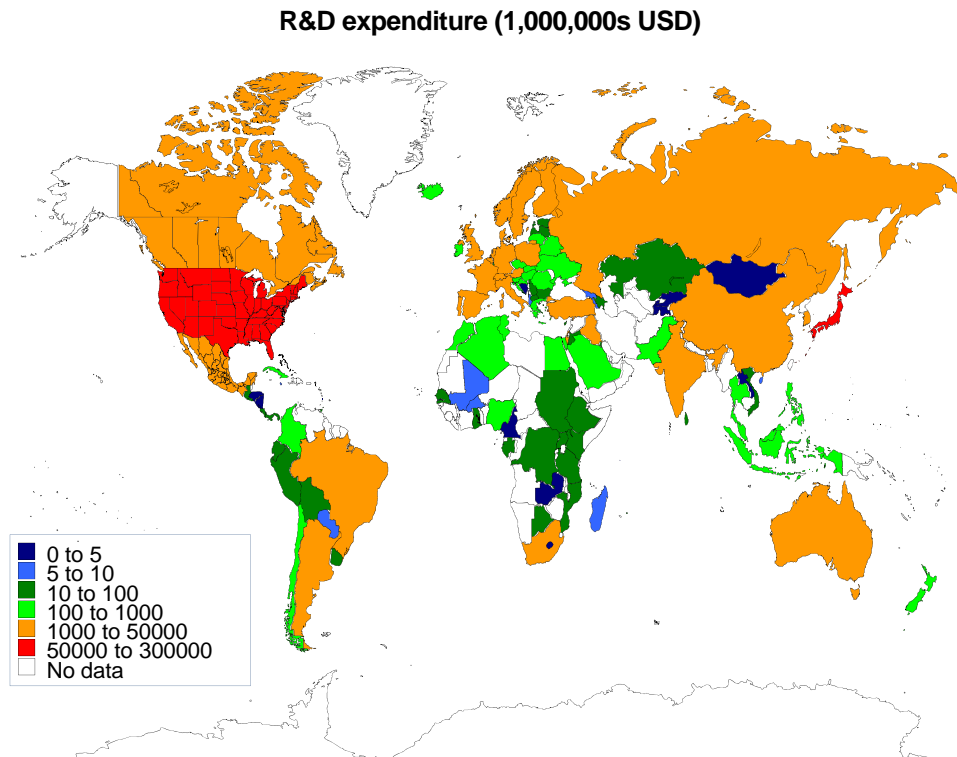 R&D expenditure (1,000,000s USD)
0 to 5
5 to 10
10 to 100
100 to 1000
1000 to 50000
50000 to 300000
No data